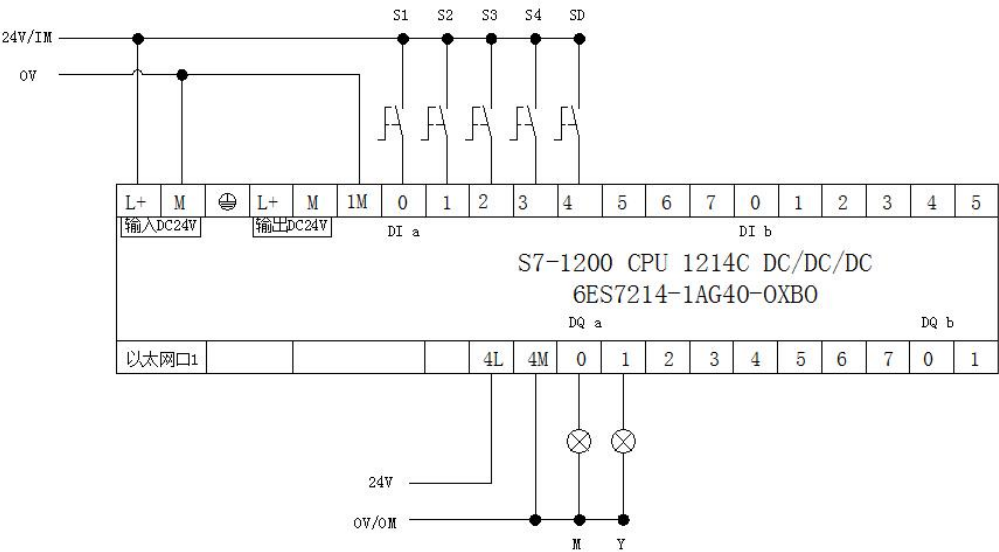 S1 S2 S3 S4 SD
24V/IM
0V
L+ M L+ M 1M 0 1 2 3 4 5 6 7 0 1 2 3 4 5
输入DC24V 输出DC24V
DI a DI b
S7-1200 CPU 1214C DC/DC/DC
6ES7214-1AG40-0XB0
DQ a DQ b
以太网口1 4L 4M 0 1 2 3 4 5 6 7 0 1
24V
0V/0M
M Y